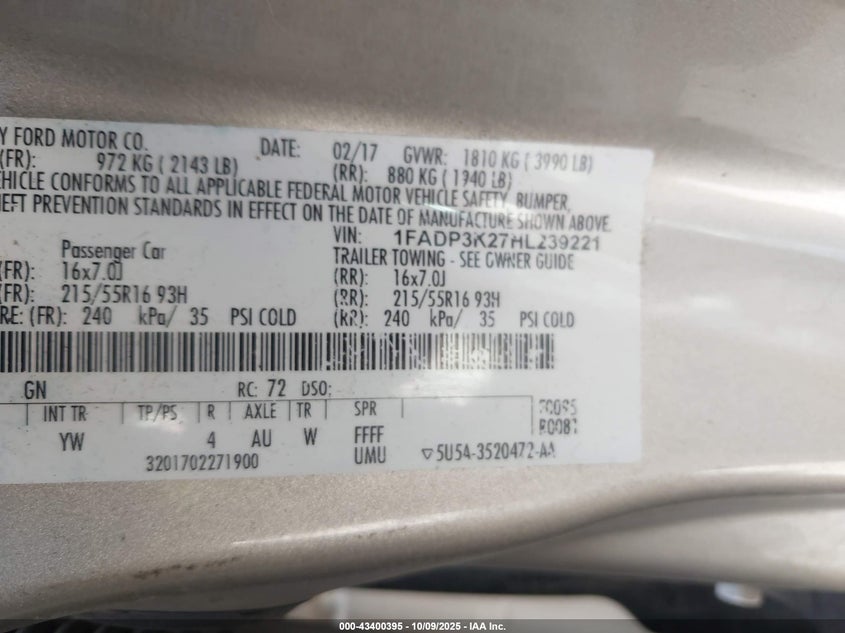 Y FORD MOTOR CO. DATE: 02/17 GVWR: 1810 KG ( 3990 LB)
(FR): 972 KG ( 2143 LB) (RR): 880 KG ( 1940 LB)
EHICLE CONFORMS TO ALL APPLICABLE FEDERAL MOTOR VEHICLE SAFETY, BUMPER,
HEFT PREVENTION STANDARDS IN EFFECT ON THE DATE OF MANUFACTURE SHOWN ABOVE.
VIN: 1FADP3K27HL239221
Passenger Car TRAILER TOWING - SEE OWNER GUIDE
(FR): 16x7.0J (RR): 16x7.0J
(FR): 215/55R16 93H (RR): 215/55R16 93H
RE: (FR): 240 kPa/ 35 PSI COLD (RR): 240 kPa/ 35 PSI COLD
GN RC: 72 DSO:
INT TR TP/PS R AXLE TR SPR
YW 4 AU W FFFF
UMU
3201702271900 ▽5U54-3520472-AA
000-43400395 - 10/09/2025 - IAA Inc.